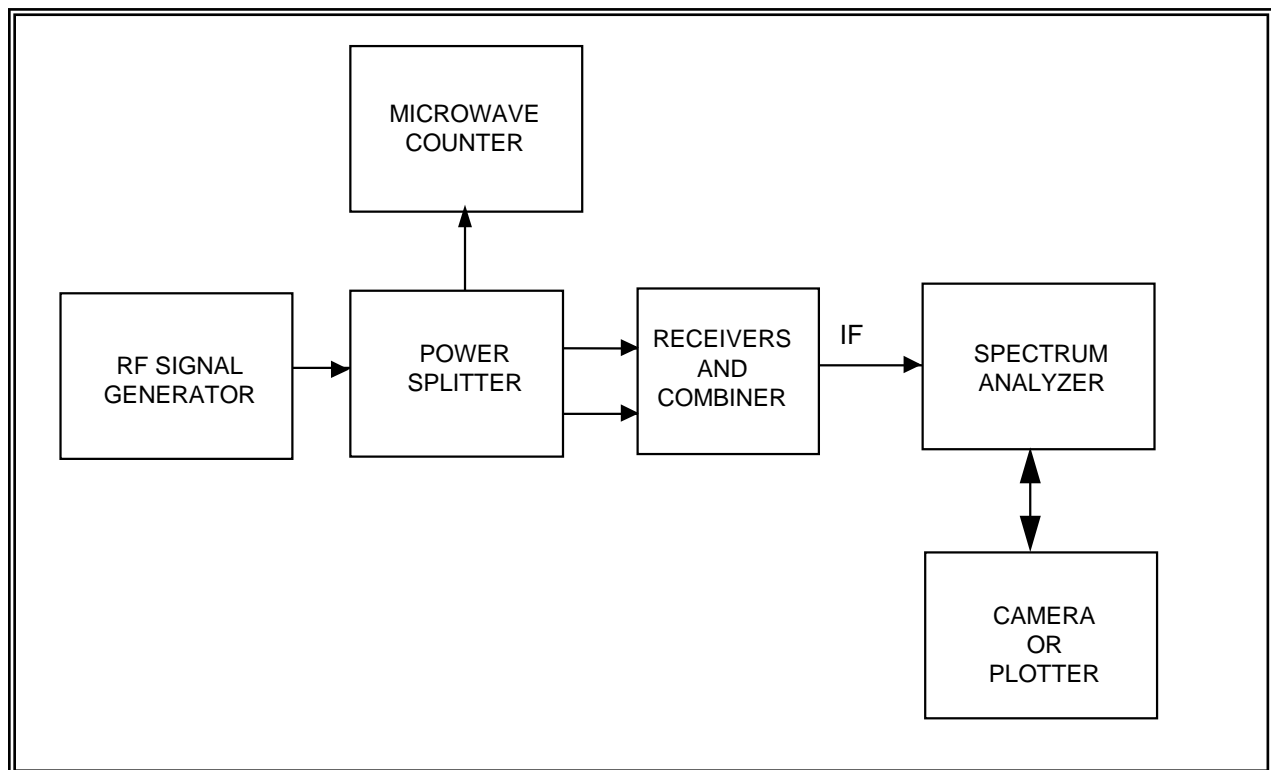 MICROWAVE
COUNTER
RF SIGNAL
GENERATOR
POWER
SPLITTER
RECEIVERS
AND
COMBINER
IF
SPECTRUM
ANALYZER
CAMERA
OR
PLOTTER